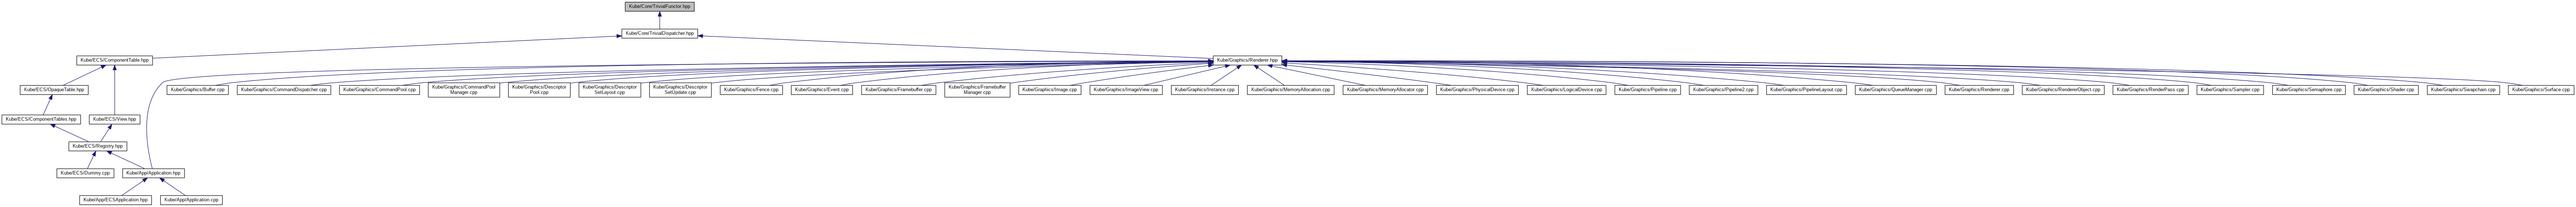 Kube/Core/TrivialFunctor.hpp
Kube/Core/TrivialDispatcher.hpp
Kube/ECS/ComponentTable.hpp
Kube/Graphics/Renderer.hpp
Kube/ECS/OpaqueTable.hpp
Kube/Graphics/Buffer.cpp
Kube/Graphics/CommandDispatcher.cpp
Kube/Graphics/CommandPool.cpp
Kube/Graphics/CommandPool
Manager.cpp
Kube/Graphics/Descriptor
Pool.cpp
Kube/Graphics/Descriptor
SetLayout.cpp
Kube/Graphics/Descriptor
SetUpdate.cpp
Kube/Graphics/Fence.cpp
Kube/Graphics/Event.cpp
Kube/Graphics/Framebuffer.cpp
Kube/Graphics/Framebuffer
Manager.cpp
Kube/Graphics/Image.cpp
Kube/Graphics/ImageView.cpp
Kube/Graphics/Instance.cpp
Kube/Graphics/MemoryAllocation.cpp
Kube/Graphics/MemoryAllocator.cpp
Kube/Graphics/PhysicalDevice.cpp
Kube/Graphics/LogicalDevice.cpp
Kube/Graphics/Pipeline.cpp
Kube/Graphics/Pipeline2.cpp
Kube/Graphics/PipelineLayout.cpp
Kube/Graphics/QueueManager.cpp
Kube/Graphics/Renderer.cpp
Kube/Graphics/RenderObject.cpp
Kube/Graphics/RenderPass.cpp
Kube/Graphics/Sampler.cpp
Kube/Graphics/Semaphore.cpp
Kube/Graphics/Shader.cpp
Kube/Graphics/Swapchain.cpp
Kube/Graphics/Surface.cpp
Kube/ECS/ComponentTables.hpp
Kube/ECS/View.hpp
Kube/ECS/Registry.hpp
Kube/ECS/Dummy.cpp
Kube/App/Application.hpp
Kube/App/ECSApplication.hpp
Kube/App/Application.cpp